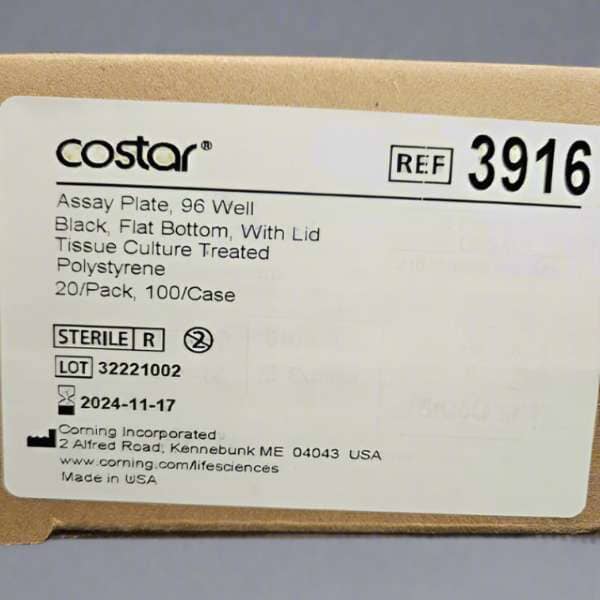 costar®
REF 3916
Assay Plate, 96 Well
Black, Flat Bottom, With Lid
Tissue Culture Treated
Polystyrene
20/Pack, 100/Case
STERILE R 2
LOT 32221002
2024-11-17
Corning Incorporated
2 Alfred Road, Kennebunk ME 04043 USA
www.corning.com/lifesciences
Made in USA